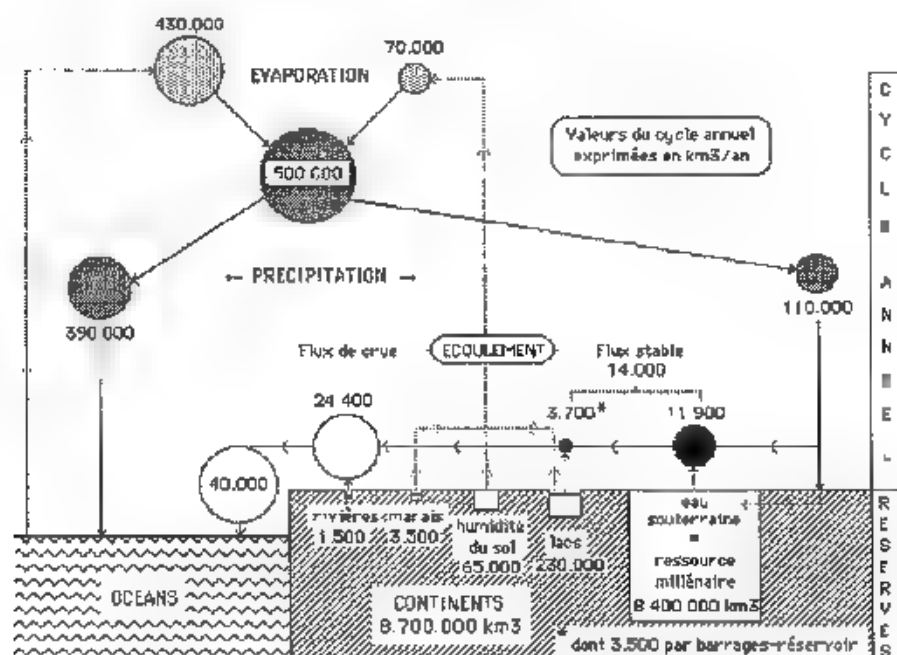 430.000
70.000
EVAPORATION
Valeurs du cycle annuel
exprimées en km3/an
500 000
← PRECIPITATION →
390 000
110.000
Flux de crue
ECOULEMENT
Flux stable
14.000
24 400
3.700*
11 900
40.000
rivières
1.500
marais
3.500
humidité
du sol
65.000
lacs
230.000
eau
souterraine
=
ressource
millénaire
8 400 000 km3
OCEANS
CONTINENTS
8.700.000 km3
* dont 3.500 par barrages-réservoir
CYCLE ANNUEL
RESERVES